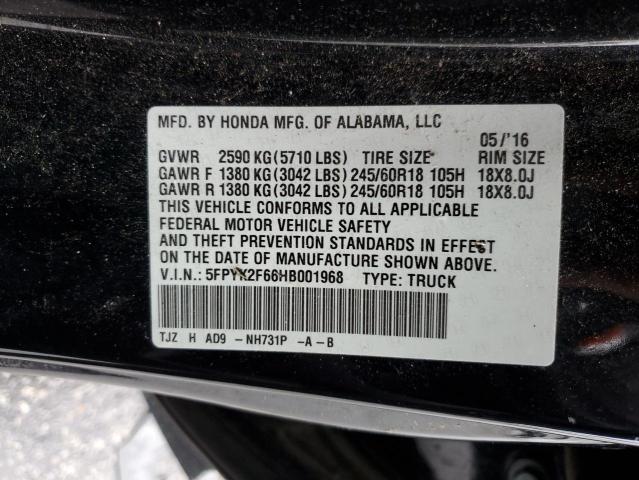 MFD. BY HONDA MFG. OF ALABAMA, LLC
05/'16
GVWR 2590 KG (5710 LBS) TIRE SIZE RIM SIZE
GAWR F 1380 KG (3042 LBS) 245/60R18 105H 18X8.0J
GAWR R 1380 KG (3042 LBS) 245/60R18 105H 18X8.0J
THIS VEHICLE CONFORMS TO ALL APPLICABLE
FEDERAL MOTOR VEHICLE SAFETY
AND THEFT PREVENTION STANDARDS IN EFFECT
ON THE DATE OF MANUFACTURE SHOWN ABOVE.
V.I.N.: 5FPYK2F66HB001968 TYPE: TRUCK
TJZ H AD9 -NH731P -A-B